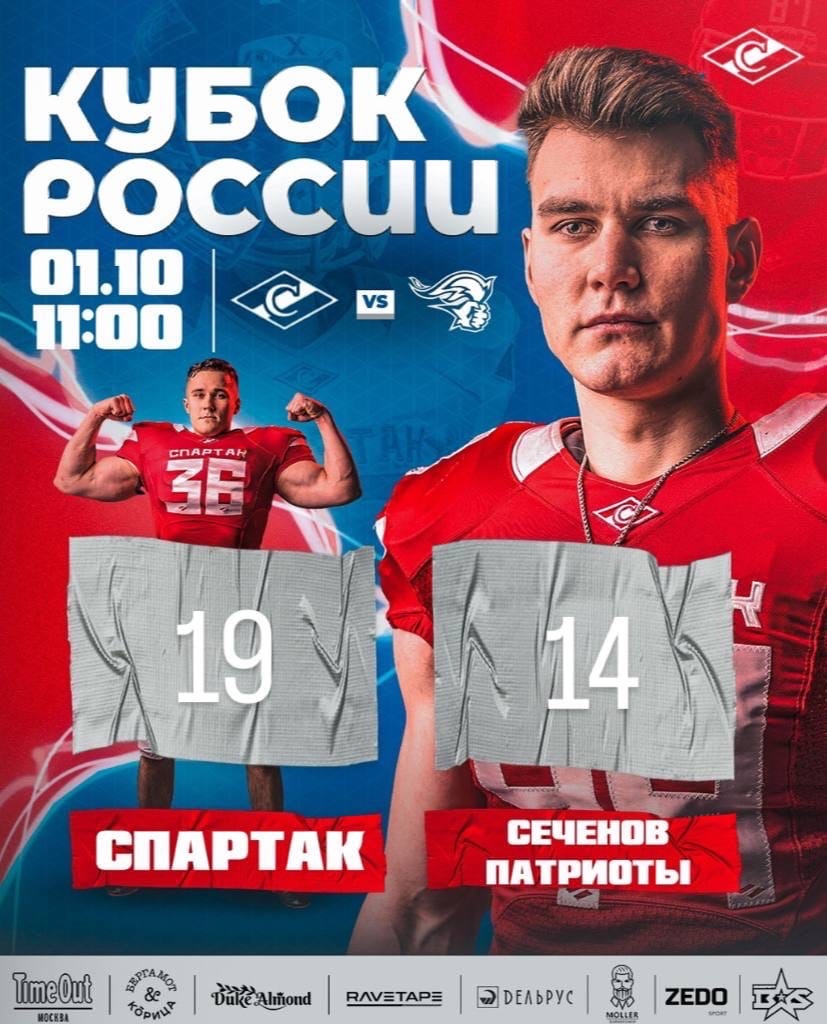 КУБОК
РОССИИ
01.10
11:00
С
VS
С
СПАРТАК
36
19
14
СПАРТАК
СЕЧЕНОВ
ПАТРИОТЫ
TimeOut
МОСКВА
БЕРГАМОТ
&
КОРИЦА
Duke Almond
RAVETAPE
DЕЛЬРУС
MOLLER
ZEDO
SPORT